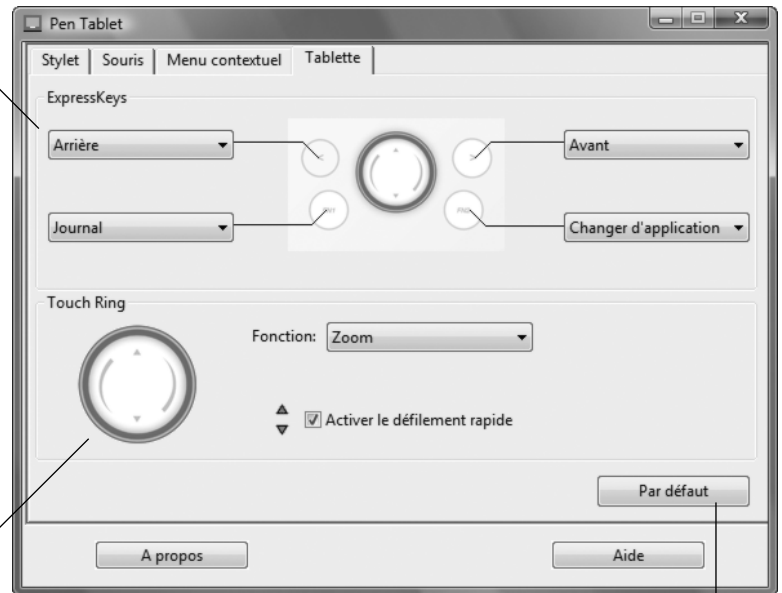 Pen Tablet
Stylet Souris Menu contextuel Tablette
ExpressKeys
Arrière < > Avant
Journal Changer d'application
Touch Ring
Fonction: Zoom
Activer le défilement rapide
Par défaut
A propos Aide